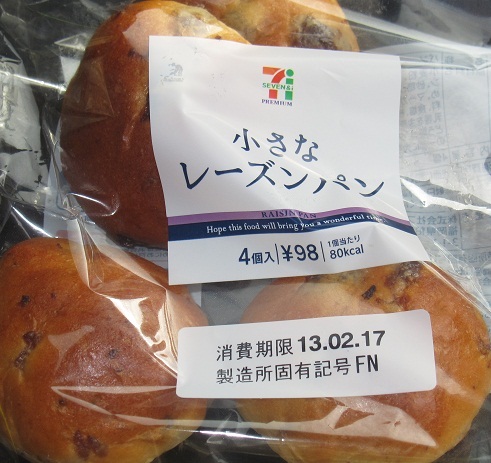 SEVEN&i
PREMIUM
小さな
レーズンパン
RAISIN PAN
Hope this food will bring you a wonderful
4個入 ¥98 1個当たり
80kcal
消費期限 13.02.17
製造所固有記号 FN